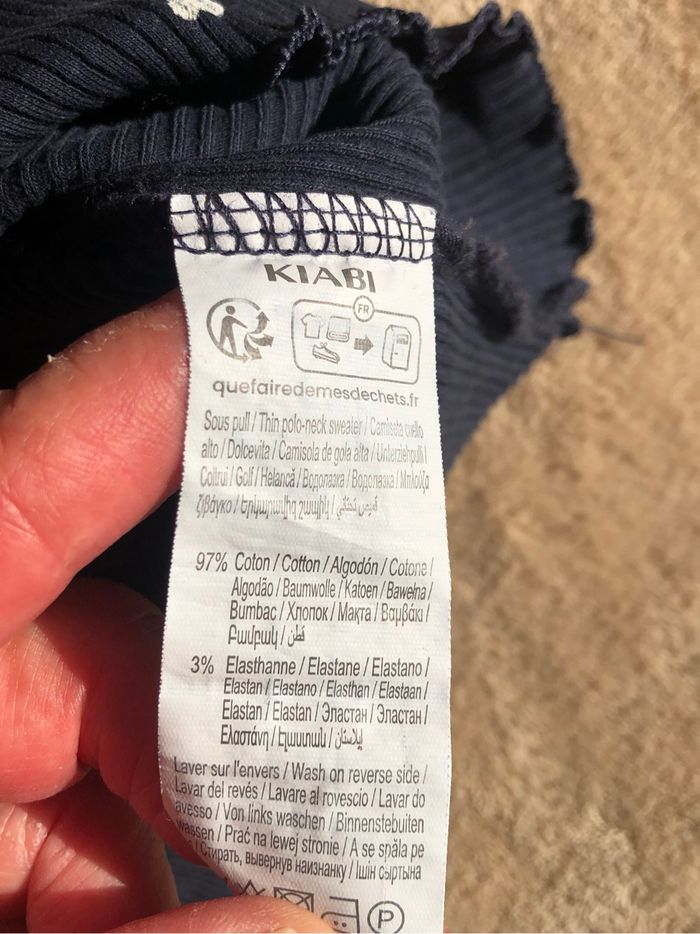 KIABI
FR
quefairedemesdechets.fr
Sous pull / Thin polo-neck sweater / Camiseta cuello
alto / Dolcevita / Camisola de gola alta / Unterziehpulli /
Coltrui / Golf / Helancă / Водолазка / Водолазка / Μπλούζα
ζιβάγκο / Երկարավիզ շապիկ / قميص تحتي
97% Coton / Cotton / Algodón / Cotone /
Algodão / Baumwolle / Katoen / Bawełna /
Bumbac / Хлопок / Мақта / Βαμβάκι /
Բամբակ / قطن
3% Elasthanne / Elastane / Elastano /
Elastan / Elastano / Elasthan / Elastaan /
Elastan / Elastan / Эластан / Эластан /
Ελαστάνη / Էլաստան / إيلاستان
Laver sur l'envers / Wash on reverse side /
Lavar del revés / Lavare al rovescio / Lavar do
avesso / Von links waschen / Binnenstebuiten
wassen / Prać na lewej stronie / A se spăla pe
Стирать, вывернув наизнанку / Ішін сыртына
P